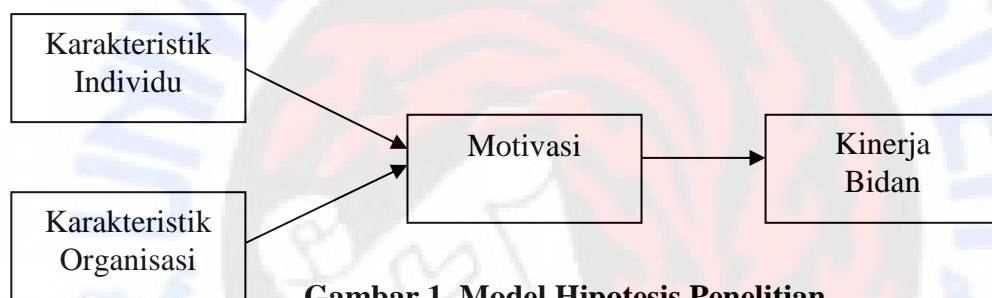 Karakteristik
Individu
Motivasi
Kinerja
Bidan
Karakteristik
Organisasi
Gambar 1. Model Hipotesis Penelitian